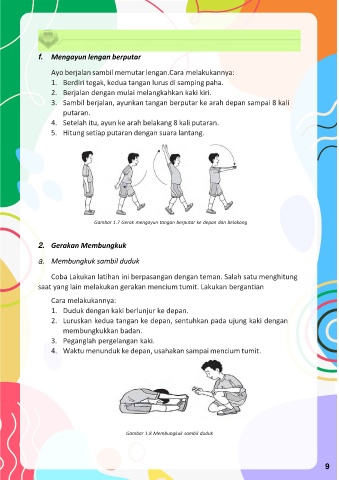 f. Mengayun lengan berputar
Ayo berjalan sambil memutar lengan.Cara melakukannya:
1. Berdiri tegak, kedua tangan lurus di samping paha.
2. Berjalan dengan mulai melangkahkan kaki kiri.
3. Sambil berjalan, ayunkan tangan berputar ke arah depan sampai 8 kali
putaran.
4. Setelah itu, ayun ke arah belakang 8 kali putaran.
5. Hitung setiap putaran dengan suara lantang.
Gambar 1.7 Gerak mengayun tangan berputar ke depan dan belakang
2. Gerakan Membungkuk
a. Membungkuk sambil duduk
Coba Lakukan latihan ini berpasangan dengan teman. Salah satu menghitung
saat yang lain melakukan gerakan mencium tumit. Lakukan bergantian
Cara melakukannya:
1. Duduk dengan kaki berlunjur ke depan.
2. Luruskan kedua tangan ke depan, sentuhkan pada ujung kaki dengan
membungkukkan badan.
3. Peganglah pergelangan kaki.
4. Waktu menunduk ke depan, usahakan sampai mencium tumit.
Gambar 1.8 Membungkuk sambil duduk
9